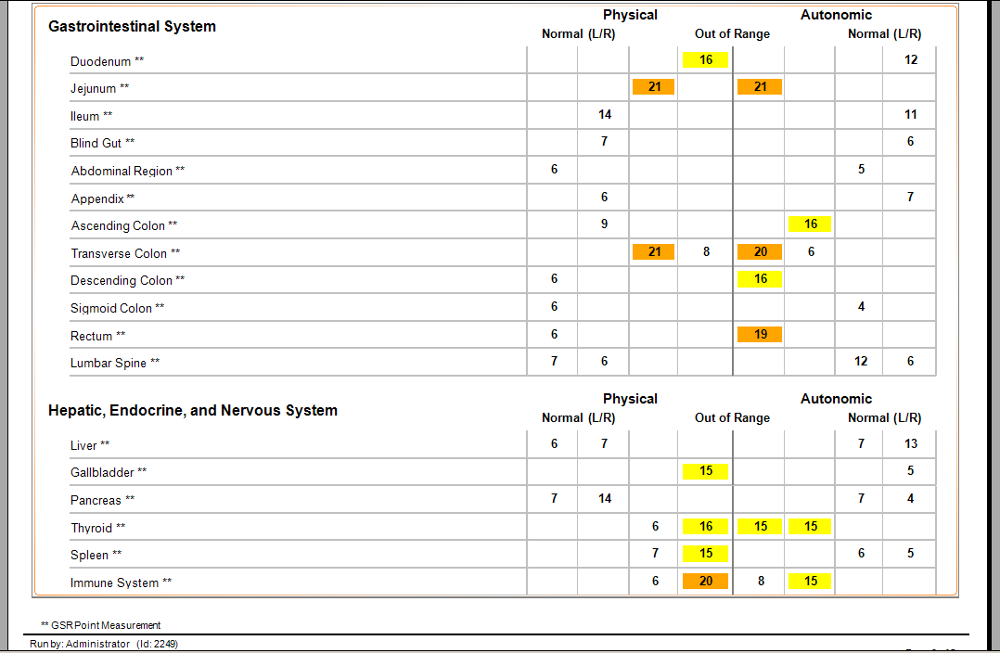 Gastrointestinal System Physical Autonomic
Normal (L/R) Out of Range Normal (L/R)
Duodenum ** 16 12
Jejunum ** 21 21
Ileum ** 14 11
Blind Gut ** 7 6
Abdominal Region ** 6 5
Appendix ** 6 7
Ascending Colon ** 9 16
Transverse Colon ** 21 8 20 6
Descending Colon ** 6 16
Sigmoid Colon ** 6 4
Rectum ** 6 19
Lumbar Spine ** 7 6 12 6
Hepatic, Endocrine, and Nervous System Physical Autonomic
Normal (L/R) Out of Range Normal (L/R)
Liver ** 6 7 7 13
Gallbladder ** 15 5
Pancreas ** 7 14 7 4
Thyroid ** 6 16 15 15
Spleen ** 7 15 6 5
Immune System ** 6 20 8 15
** GSR Point Measurement
Run by: Administrator (Id: 2249)